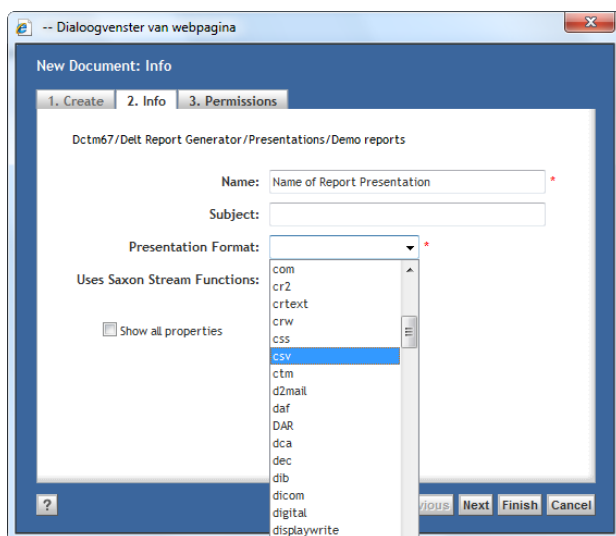 -- Dialoogvenster van webpagina
x
New Document: Info
1. Create 2. Info 3. Permissions
Dctm67/Delt Report Generator/Presentations/Demo reports
Name: Name of Report Presentation *
Subject:
Presentation Format: *
Uses Saxon Stream Functions:
Show all properties
com
cr2
crtext
crw
css
csv
ctm
d2mail
daf
DAR
dca
dec
dib
dicom
digital
displaywrite
? vious Next Finish Cancel